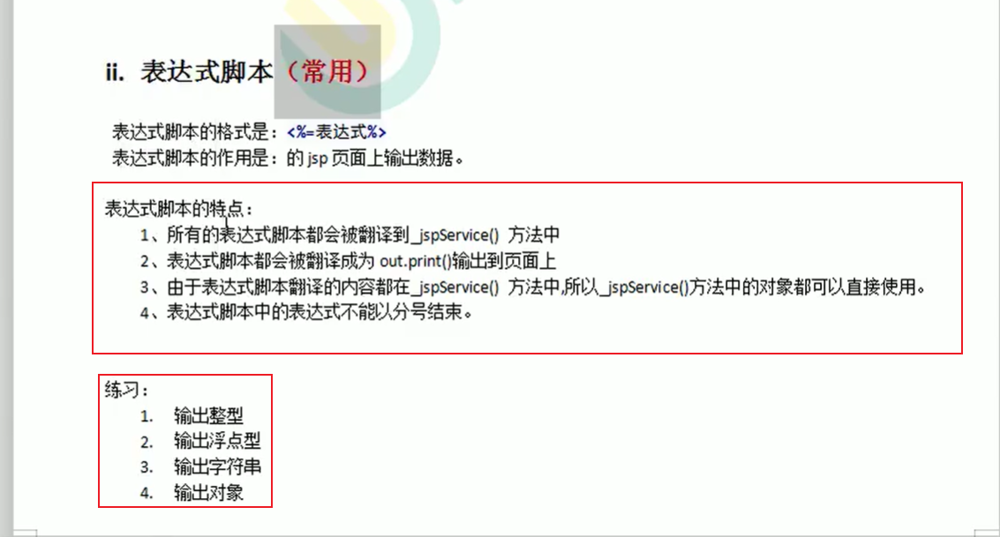 ii. 表达式脚本（常用）
表达式脚本的格式是：<%=表达式%>
表达式脚本的作用是：的 jsp 页面上输出数据。
表达式脚本的特点：
1、所有的表达式脚本都会被翻译到_jspService() 方法中
2、表达式脚本都会被翻译成为 out.print()输出到页面上
3、由于表达式脚本翻译的内容都在_jspService() 方法中,所以_jspService()方法中的对象都可以直接使用。
4、表达式脚本中的表达式不能以分号结束。
练习：
1. 输出整型
2. 输出浮点型
3. 输出字符串
4. 输出对象